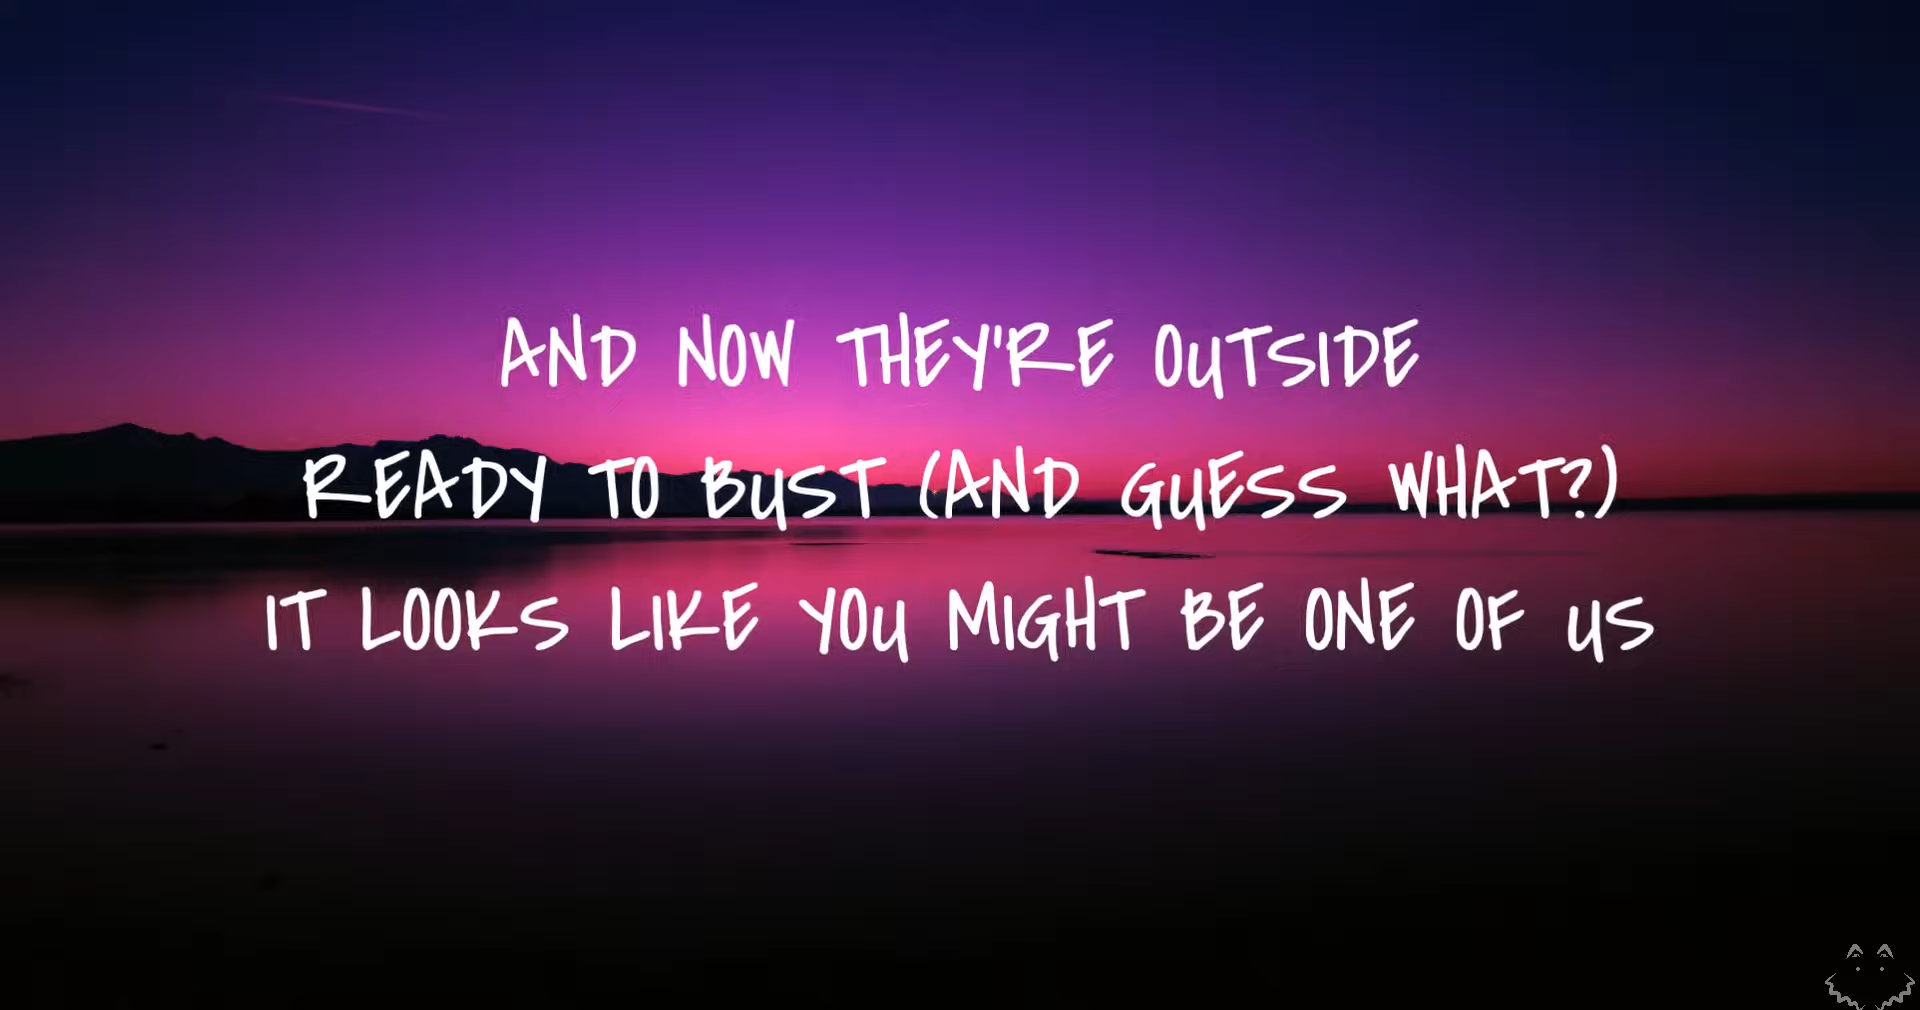 AND NOW THEY'RE OUTSIDE
READY TO BUST (AND GUESS WHAT?)
IT LOOKS LIKE YOU MIGHT BE ONE OF US